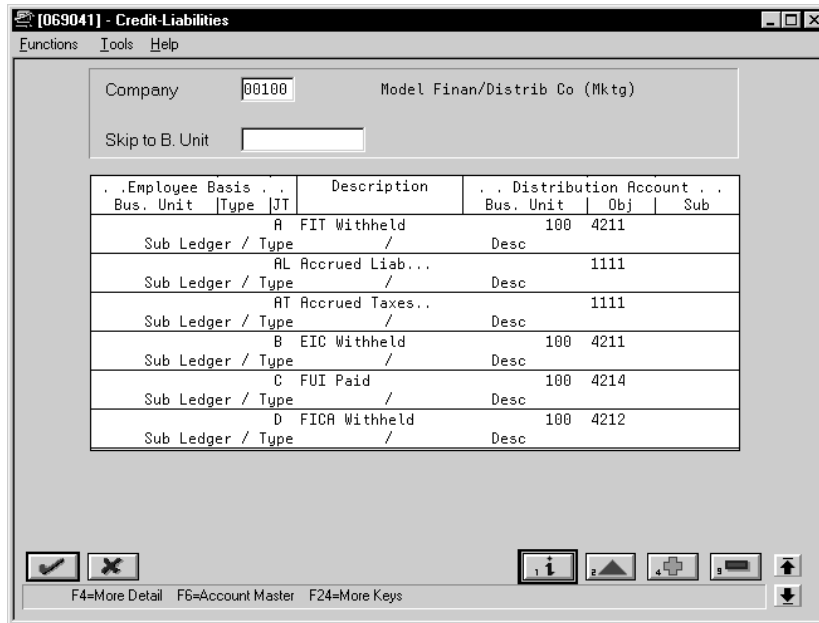 [069041] - Credit-Liabilities
Functions Tools Help
Company 00100 Model Finan/Distrib Co (Mktg)
Skip to B. Unit
. .Employee Basis . . Description . . Distribution Account . .
Bus. Unit |Type |JT Bus. Unit | Obj | Sub
A FIT Withheld 100 4211
Sub Ledger / Type / Desc
AL Accrued Liab... 1111
Sub Ledger / Type / Desc
AT Accrued Taxes.. 1111
Sub Ledger / Type / Desc
B EIC Withheld 100 4211
Sub Ledger / Type / Desc
C FUI Paid 100 4214
Sub Ledger / Type / Desc
D FICA Withheld 100 4212
Sub Ledger / Type / Desc
1 i 2 4 9
F4=More Detail F6=Account Master F24=More Keys